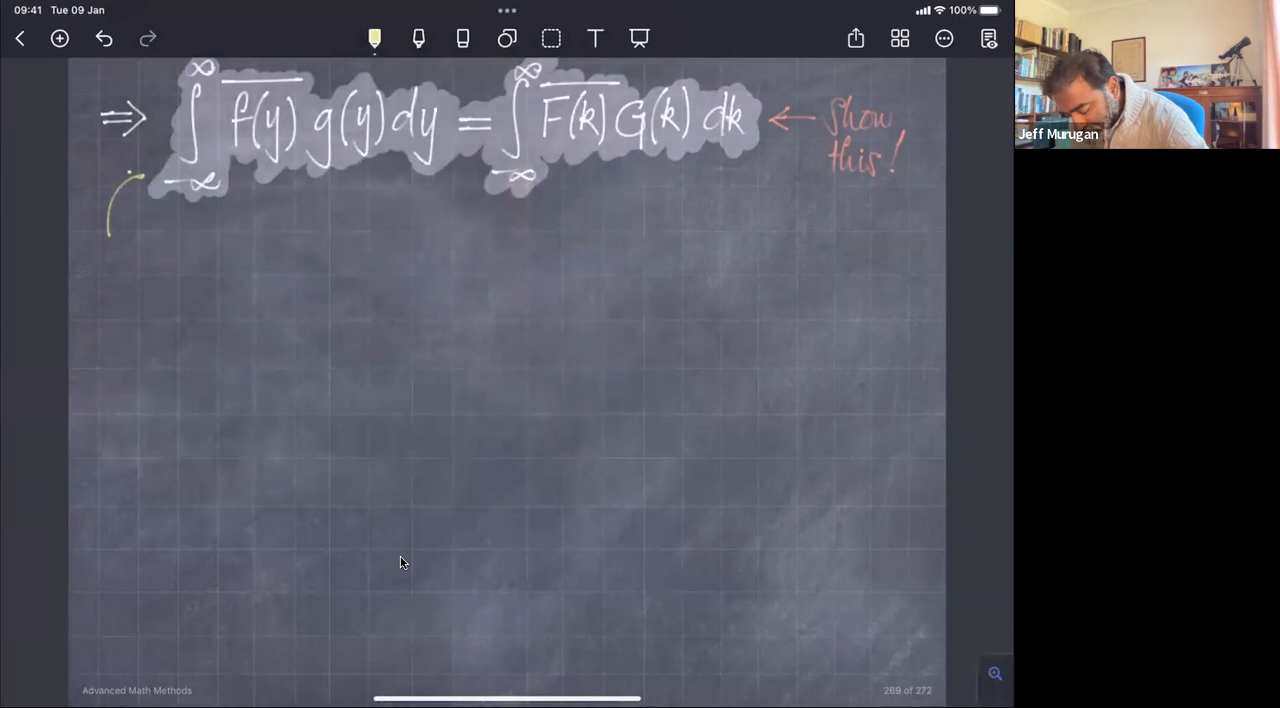 09:41 Tue 09 Jan
100%
⇒ ∫_{-∞}^{∞} \overline{f(y)} g(y) dy = ∫_{-∞}^{∞} \overline{F(k)} G(k) dk ← Show
this!
Jeff Murugan
Advanced Math Methods
269 of 272